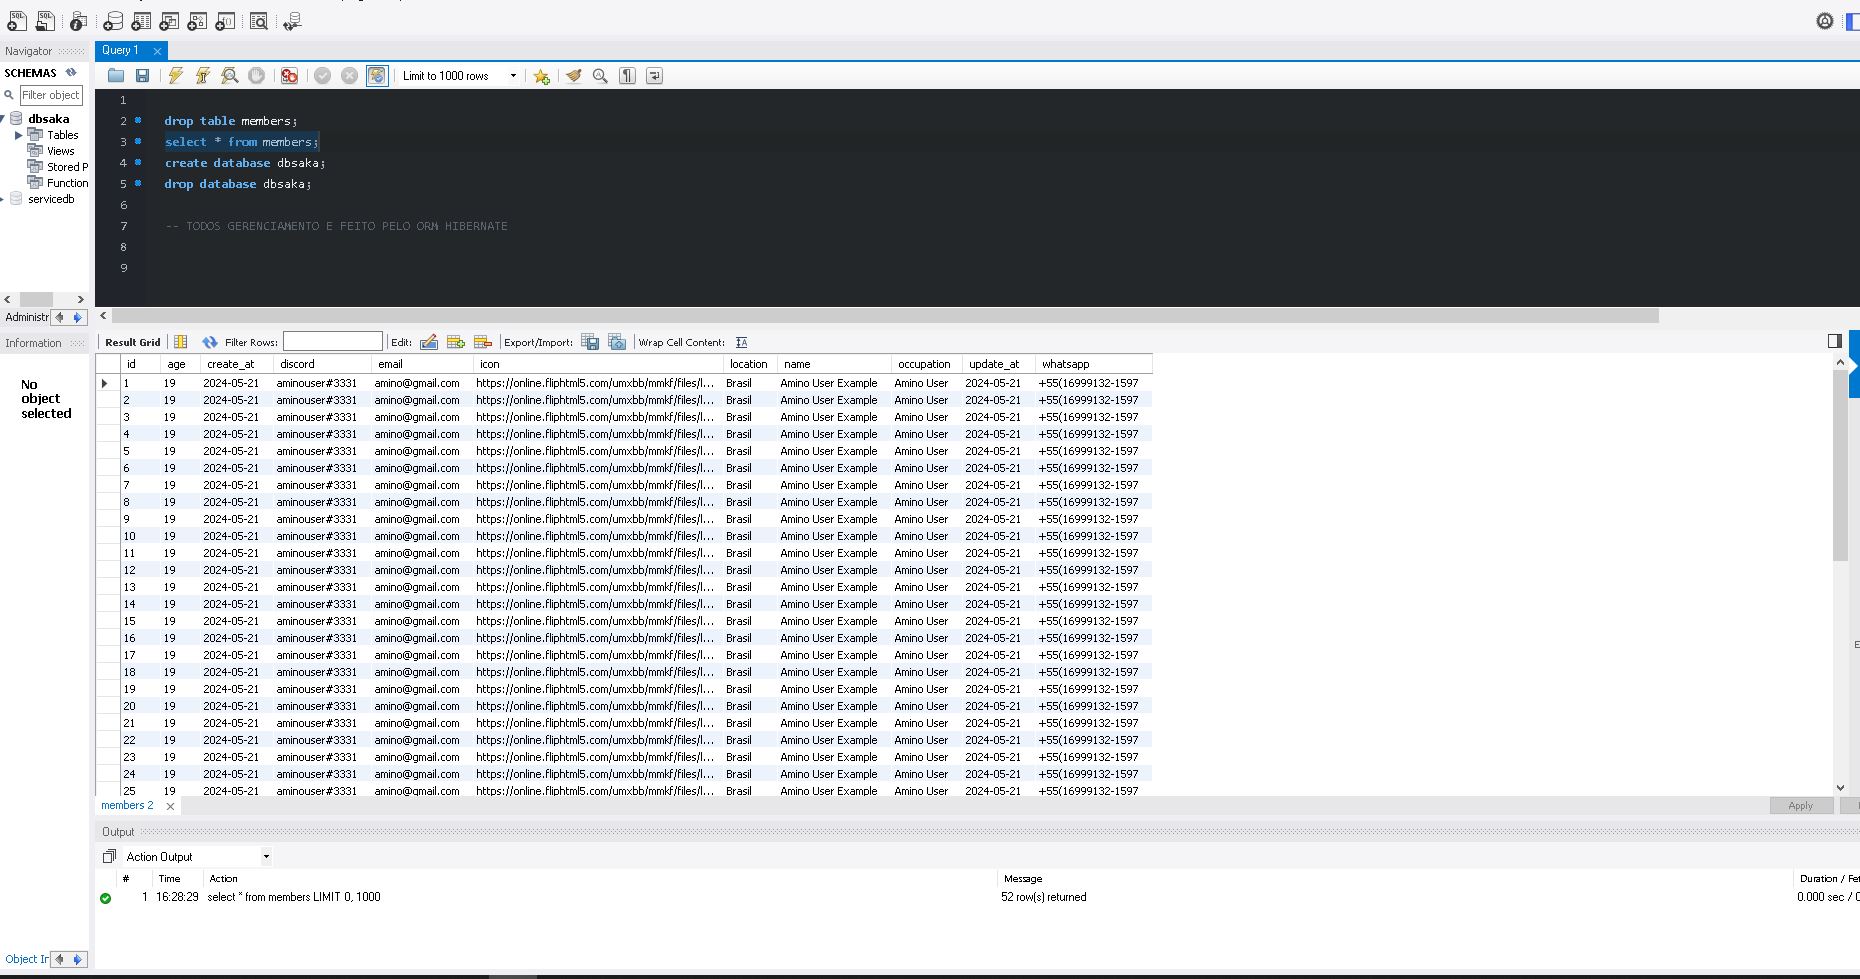 Navigator
SCHEMAS
Filter object
dbsaka
Tables
Views
Stored P
Function
servicedb
Administr
Information
No
object
selected
Object Ir
Query 1
Limit to 1000 rows
1
2 drop table members;
3 select * from members;
4 create database dbsaka;
5 drop database dbsaka;
6
7 -- TODOS GERENCIAMENTO E FEITO PELO ORM HIBERNATE
8
9
Result Grid Filter Rows: Edit: Export/Import: Wrap Cell Content:
id age create_at discord email icon location name occupation update_at whatsapp
1 19 2024-05-21 aminouser#3331 amino@gmail.com https://online.fliphtml5.com/umxbb/mmkf/files/l... Brasil Amino User Example Amino User 2024-05-21 +55(16999132-1597
2 19 2024-05-21 aminouser#3331 amino@gmail.com https://online.fliphtml5.com/umxbb/mmkf/files/l... Brasil Amino User Example Amino User 2024-05-21 +55(16999132-1597
3 19 2024-05-21 aminouser#3331 amino@gmail.com https://online.fliphtml5.com/umxbb/mmkf/files/l... Brasil Amino User Example Amino User 2024-05-21 +55(16999132-1597
4 19 2024-05-21 aminouser#3331 amino@gmail.com https://online.fliphtml5.com/umxbb/mmkf/files/l... Brasil Amino User Example Amino User 2024-05-21 +55(16999132-1597
5 19 2024-05-21 aminouser#3331 amino@gmail.com https://online.fliphtml5.com/umxbb/mmkf/files/l... Brasil Amino User Example Amino User 2024-05-21 +55(16999132-1597
6 19 2024-05-21 aminouser#3331 amino@gmail.com https://online.fliphtml5.com/umxbb/mmkf/files/l... Brasil Amino User Example Amino User 2024-05-21 +55(16999132-1597
7 19 2024-05-21 aminouser#3331 amino@gmail.com https://online.fliphtml5.com/umxbb/mmkf/files/l... Brasil Amino User Example Amino User 2024-05-21 +55(16999132-1597
8 19 2024-05-21 aminouser#3331 amino@gmail.com https://online.fliphtml5.com/umxbb/mmkf/files/l... Brasil Amino User Example Amino User 2024-05-21 +55(16999132-1597
9 19 2024-05-21 aminouser#3331 amino@gmail.com https://online.fliphtml5.com/umxbb/mmkf/files/l... Brasil Amino User Example Amino User 2024-05-21 +55(16999132-1597
10 19 2024-05-21 aminouser#3331 amino@gmail.com https://online.fliphtml5.com/umxbb/mmkf/files/l... Brasil Amino User Example Amino User 2024-05-21 +55(16999132-1597
11 19 2024-05-21 aminouser#3331 amino@gmail.com https://online.fliphtml5.com/umxbb/mmkf/files/l... Brasil Amino User Example Amino User 2024-05-21 +55(16999132-1597
12 19 2024-05-21 aminouser#3331 amino@gmail.com https://online.fliphtml5.com/umxbb/mmkf/files/l... Brasil Amino User Example Amino User 2024-05-21 +55(16999132-1597
13 19 2024-05-21 aminouser#3331 amino@gmail.com https://online.fliphtml5.com/umxbb/mmkf/files/l... Brasil Amino User Example Amino User 2024-05-21 +55(16999132-1597
14 19 2024-05-21 aminouser#3331 amino@gmail.com https://online.fliphtml5.com/umxbb/mmkf/files/l... Brasil Amino User Example Amino User 2024-05-21 +55(16999132-1597
15 19 2024-05-21 aminouser#3331 amino@gmail.com https://online.fliphtml5.com/umxbb/mmkf/files/l... Brasil Amino User Example Amino User 2024-05-21 +55(16999132-1597
16 19 2024-05-21 aminouser#3331 amino@gmail.com https://online.fliphtml5.com/umxbb/mmkf/files/l... Brasil Amino User Example Amino User 2024-05-21 +55(16999132-1597
17 19 2024-05-21 aminouser#3331 amino@gmail.com https://online.fliphtml5.com/umxbb/mmkf/files/l... Brasil Amino User Example Amino User 2024-05-21 +55(16999132-1597
18 19 2024-05-21 aminouser#3331 amino@gmail.com https://online.fliphtml5.com/umxbb/mmkf/files/l... Brasil Amino User Example Amino User 2024-05-21 +55(16999132-1597
19 19 2024-05-21 aminouser#3331 amino@gmail.com https://online.fliphtml5.com/umxbb/mmkf/files/l... Brasil Amino User Example Amino User 2024-05-21 +55(16999132-1597
20 19 2024-05-21 aminouser#3331 amino@gmail.com https://online.fliphtml5.com/umxbb/mmkf/files/l... Brasil Amino User Example Amino User 2024-05-21 +55(16999132-1597
21 19 2024-05-21 aminouser#3331 amino@gmail.com https://online.fliphtml5.com/umxbb/mmkf/files/l... Brasil Amino User Example Amino User 2024-05-21 +55(16999132-1597
22 19 2024-05-21 aminouser#3331 amino@gmail.com https://online.fliphtml5.com/umxbb/mmkf/files/l... Brasil Amino User Example Amino User 2024-05-21 +55(16999132-1597
23 19 2024-05-21 aminouser#3331 amino@gmail.com https://online.fliphtml5.com/umxbb/mmkf/files/l... Brasil Amino User Example Amino User 2024-05-21 +55(16999132-1597
24 19 2024-05-21 aminouser#3331 amino@gmail.com https://online.fliphtml5.com/umxbb/mmkf/files/l... Brasil Amino User Example Amino User 2024-05-21 +55(16999132-1597
25 19 2024-05-21 aminouser#3331 amino@gmail.com https://online.fliphtml5.com/umxbb/mmkf/files/l... Brasil Amino User Example Amino User 2024-05-21 +55(16999132-1597
members 2
Apply
Output
Action Output
# Time Action Message Duration / Fet
1 16:28:29 select * from members LIMIT 0, 1000 52 row(s) returned 0.000 sec / 0